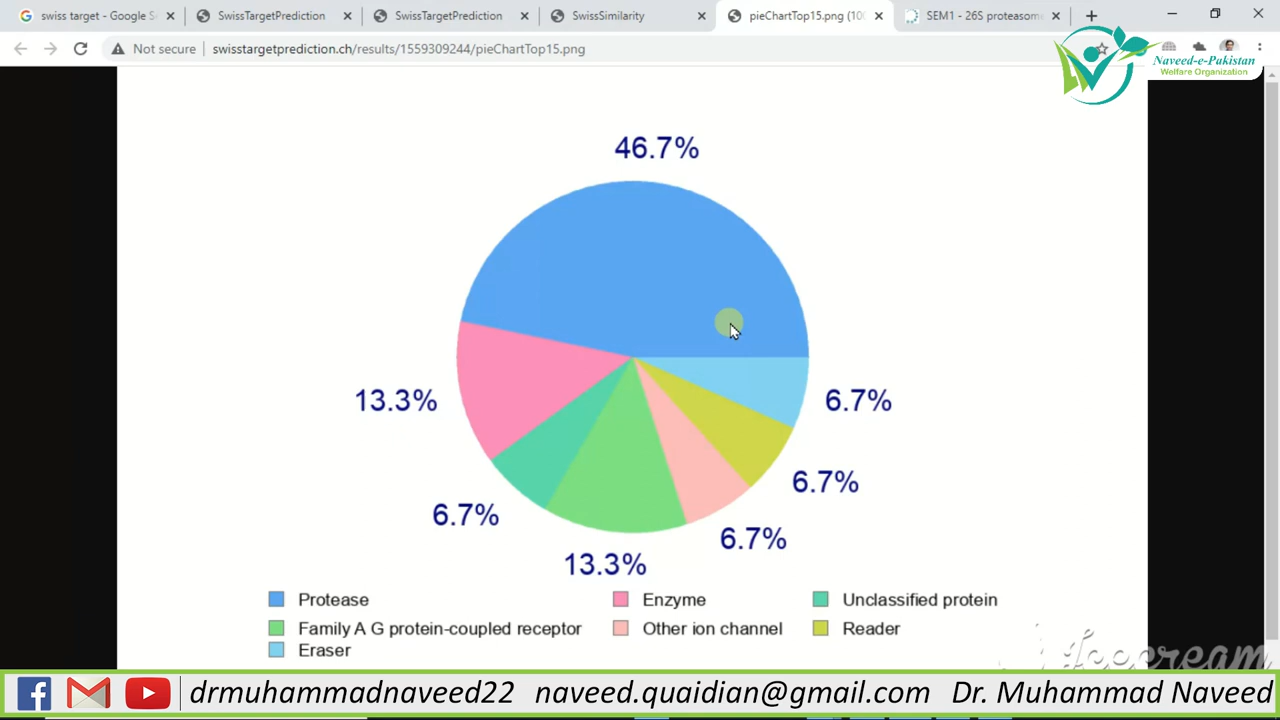 swiss target - Google S
SwissTargetPrediction
SwissTargetPrediction
SwissSimilarity
pieChartTop15.png (100
SEM1 - 26S proteasome
Not secure
swisstargetprediction.ch/results/1559309244/pieChartTop15.png
Naveed-e-Pakistan
Welfare Organization
46.7%
13.3%
6.7%
6.7%
6.7%
6.7%
13.3%
Protease
Enzyme
Unclassified protein
Family A G protein-coupled receptor
Other ion channel
Reader
Eraser
Icecream
drmuhammadnaveed22 naveed.quaidian@gmail.com Dr. Muhammad Naveed